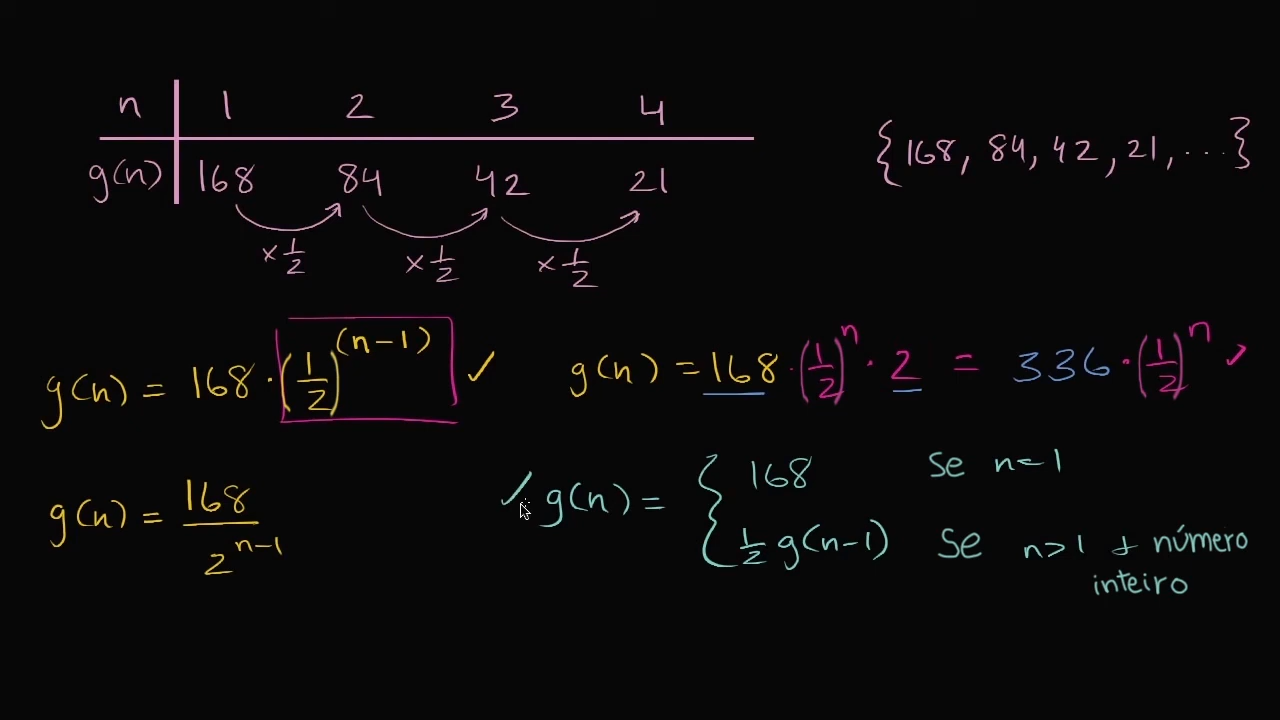 n | 1 2 3 4
g(n) | 168 84 42 21
{168, 84, 42, 21, ...}
×1/2 ×1/2 ×1/2
g(n) = 168 · (1/2)^(n-1) ✓
g(n) = 168 · (1/2)^n · 2 = 336 · (1/2)^n ✓
g(n) = 168/2^(n-1)
✓ g(n) = { 168 se n=1
1/2 g(n-1) se n>1 + número
inteiro